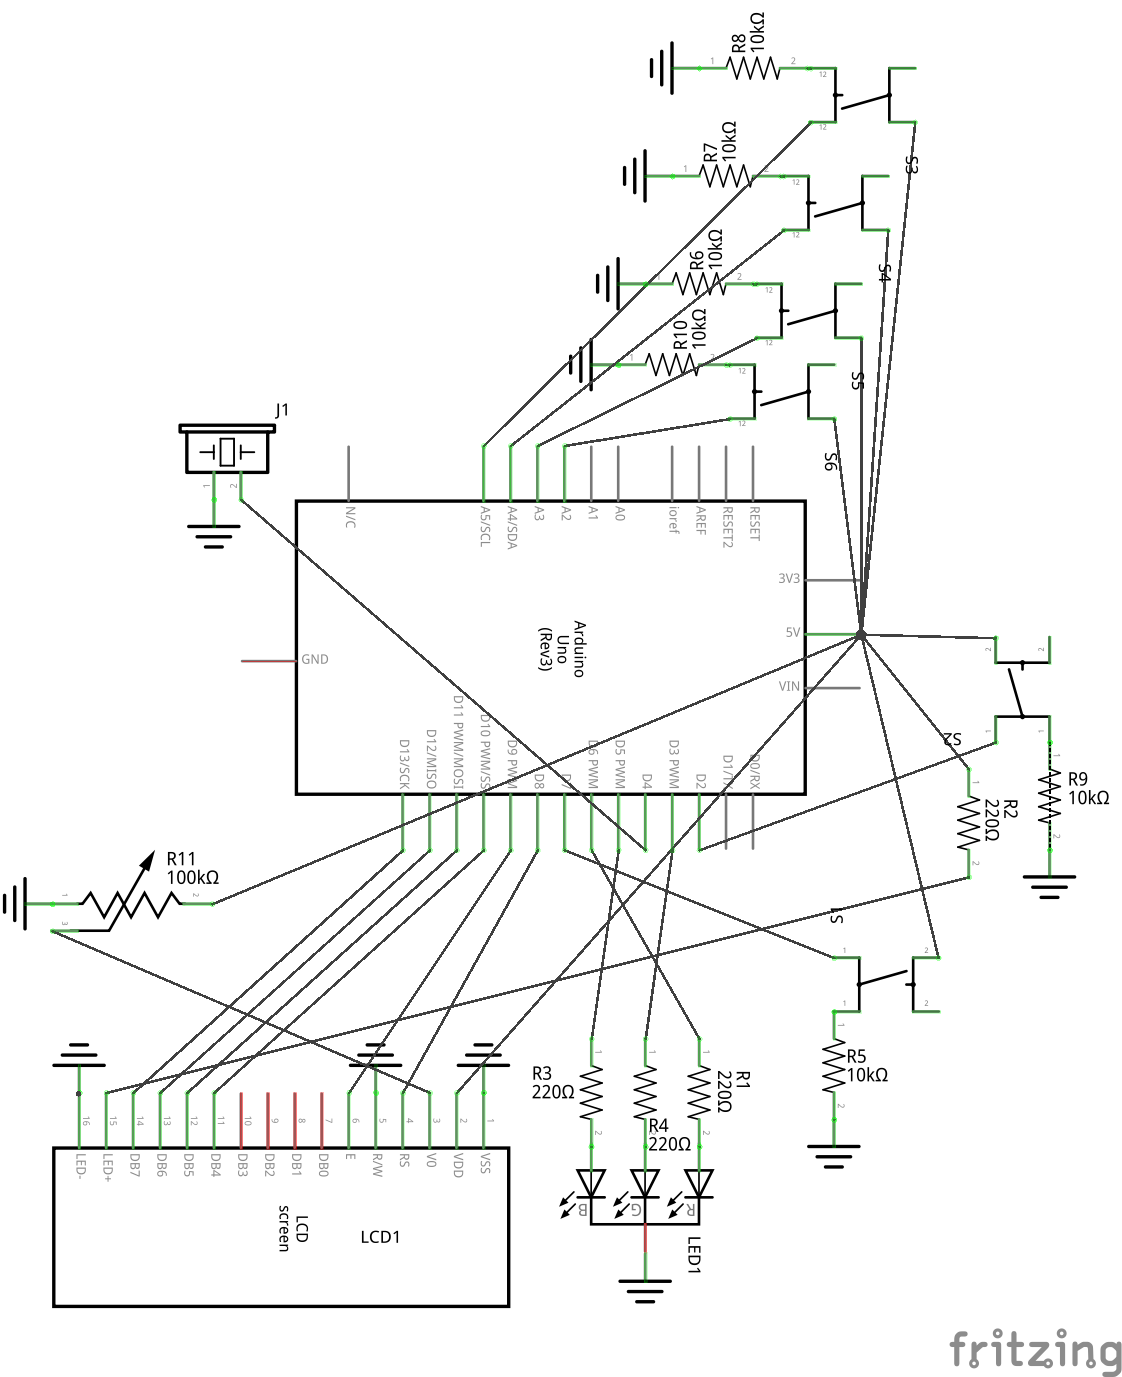 R8
10kΩ
1
2
12
12
S3
R7
10kΩ
1
2
12
12
S4
R6
10kΩ
1
2
12
12
S5
R10
10kΩ
1
2
12
12
S6
J1
1
2
N/C
A5/SCL
A4/SDA
A3
A2
A1
A0
ioref
AREF
RESET2
RESET
3V3
5V
VIN
GND
Arduino
Uno
(Rev3)
D13/SCK
D12/MISO
D11 PWM/MOSI
D10 PWM/SS
D9 PWM
D8
D7
D6 PWM
D5 PWM
D4
D3 PWM
D2
D1/TX
D0/RX
2
2
1
1
S2
1
R9
10kΩ
2
1
R2
220Ω
2
R11
100kΩ
1
2
3
S1
1
2
1
2
1
R5
10kΩ
2
16
15
14
13
12
11
10
9
8
7
6
5
4
3
2
1
LED-
LED+
DB7
DB6
DB5
DB4
DB3
DB2
DB1
DB0
E
R/W
RS
V0
VDD
VSS
LCD
screen
LCD1
1
1
1
R3
220Ω
R4
220Ω
R1
220Ω
2
2
2
B
G
R
LED1
fritzing